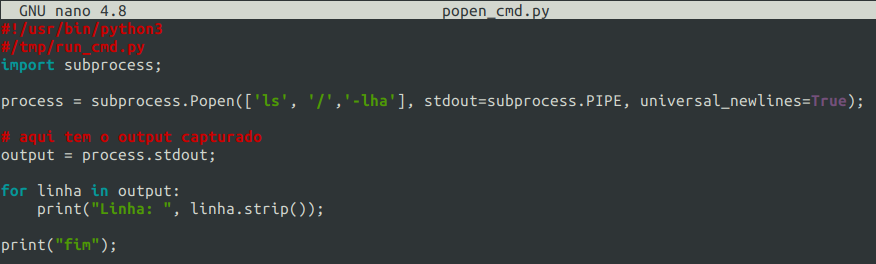 GNU nano 4.8 popen_cmd.py
#!/usr/bin/python3
#/tmp/run_cmd.py
import subprocess;
process = subprocess.Popen(['ls', '/','-lha'], stdout=subprocess.PIPE, universal_newlines=True);
# aqui tem o output capturado
output = process.stdout;
for linha in output:
    print("Linha: ", linha.strip());
print("fim");